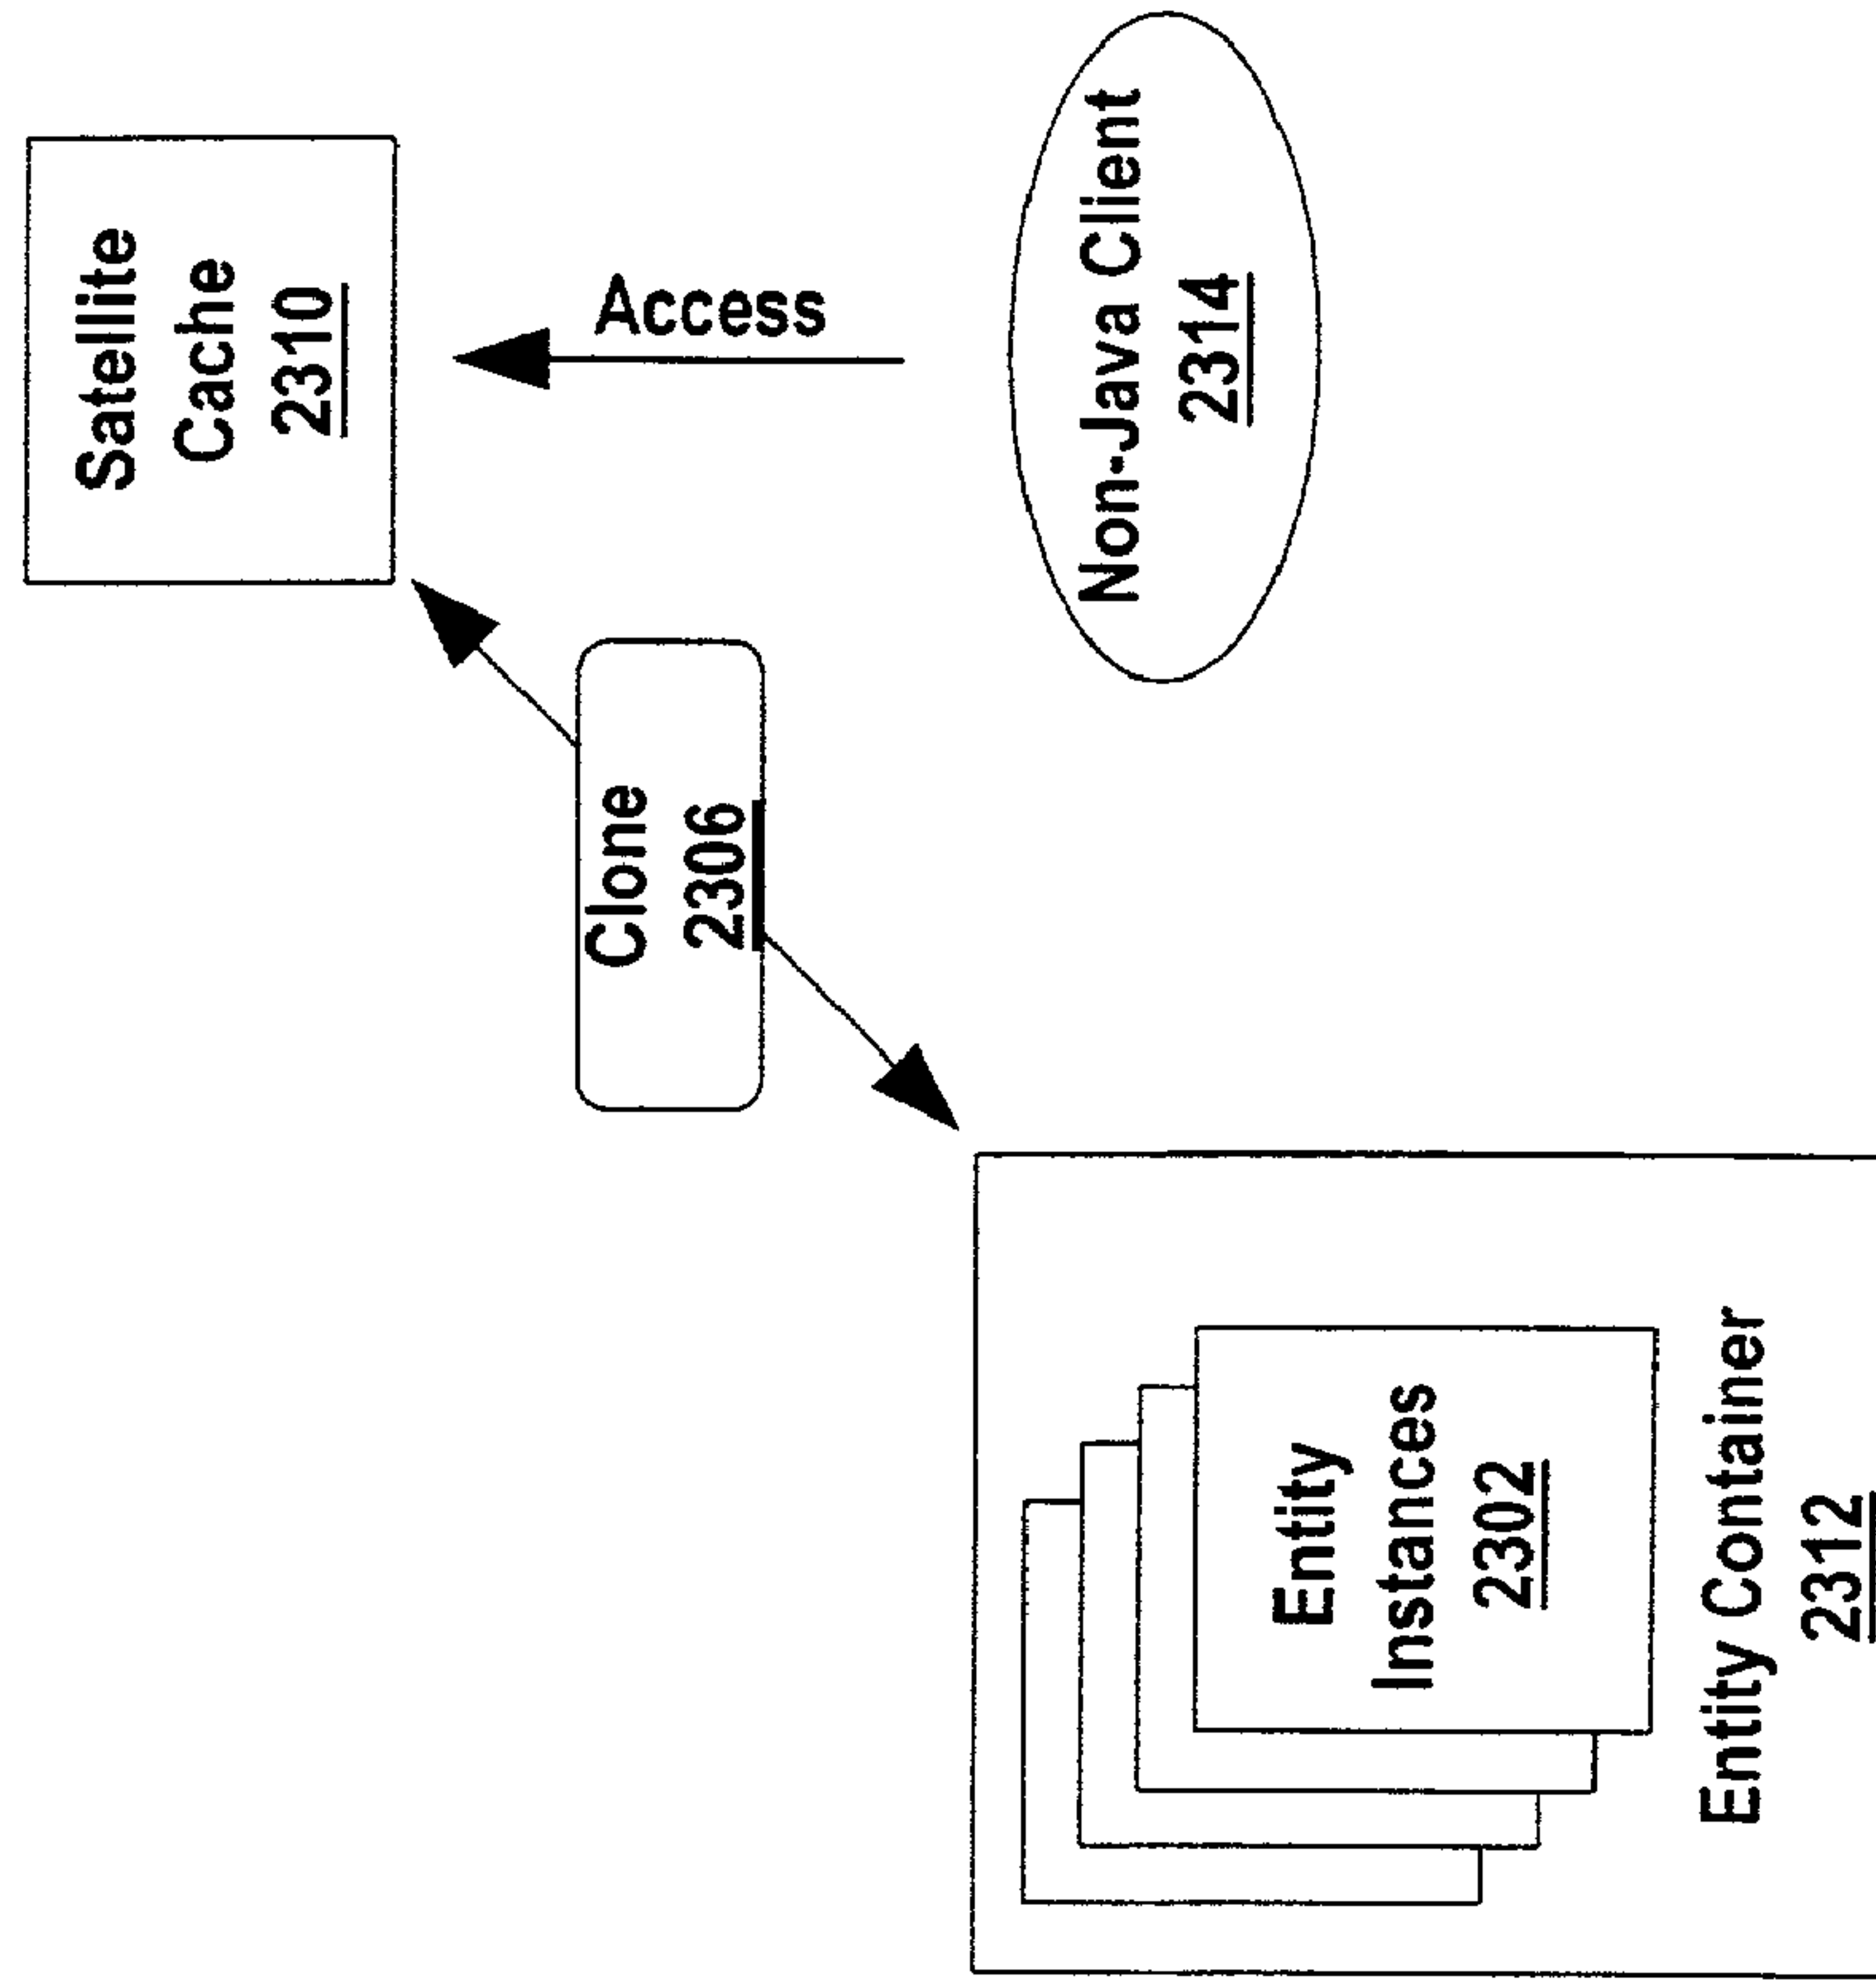 Satellite
Cache
2310
Access
Non-Java Client
2314
Clone
2306
Entity
Instances
2302
Entity Container
2312